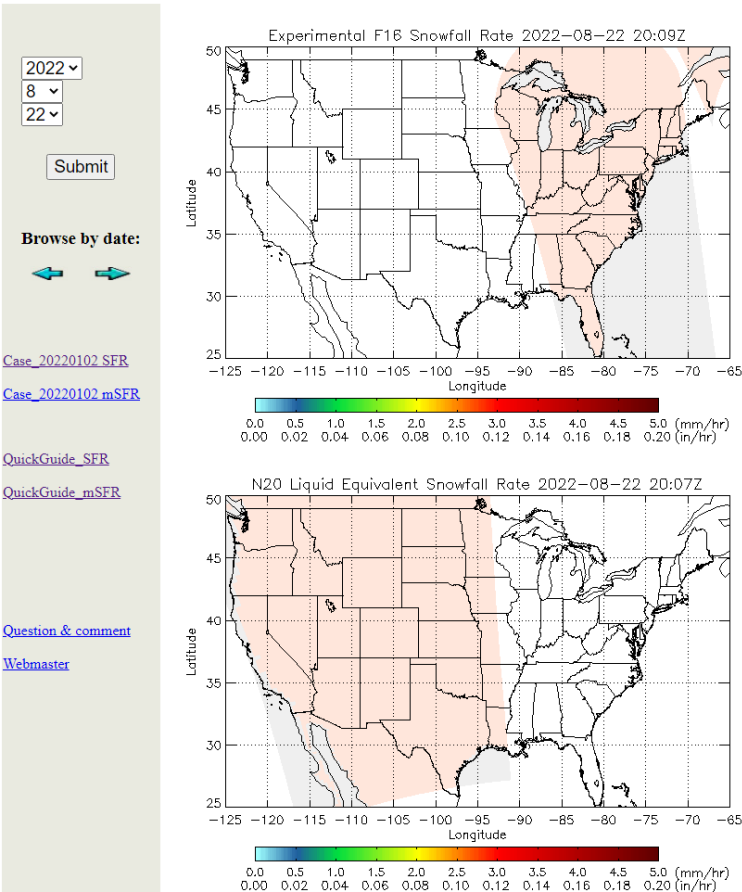 2022
8
22
Submit
Browse by date:
Case_20220102 SFR
Case_20220102 mSFR
QuickGuide_SFR
QuickGuide_mSFR
Question & comment
Webmaster
Experimental F16 Snowfall Rate 2022-08-22 20:09Z
50
45
40
35
30
25
Latitude
-125 -120 -115 -110 -105 -100 -95 -90 -85 -80 -75 -70 -65
Longitude
0.0 0.5 1.0 1.5 2.0 2.5 3.0 3.5 4.0 4.5 5.0 (mm/hr)
0.00 0.02 0.04 0.06 0.08 0.10 0.12 0.14 0.16 0.18 0.20 (in/hr)
N20 Liquid Equivalent Snowfall Rate 2022-08-22 20:07Z
50
45
40
35
30
25
Latitude
-125 -120 -115 -110 -105 -100 -95 -90 -85 -80 -75 -70 -65
Longitude
0.0 0.5 1.0 1.5 2.0 2.5 3.0 3.5 4.0 4.5 5.0 (mm/hr)
0.00 0.02 0.04 0.06 0.08 0.10 0.12 0.14 0.16 0.18 0.20 (in/hr)